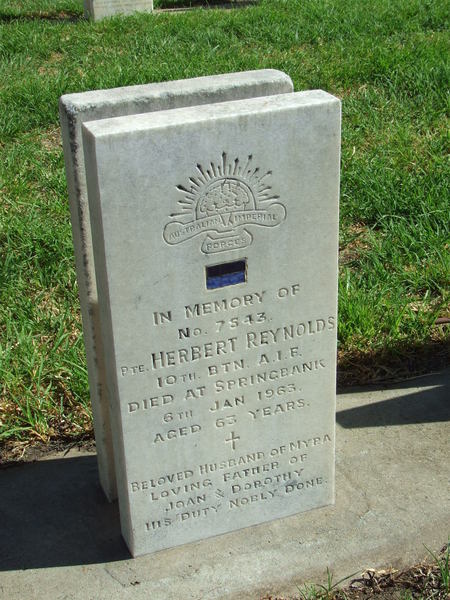 AUSTRALIAN IMPERIAL
FORCES
IN MEMORY OF
NO. 7543.
PTE. HERBERT REYNOLDS
10TH. BTN. A.I.F.
DIED AT SPRINGBANK
6TH JAN 1963.
AGED 63 YEARS.
BELOVED HUSBAND OF MYRA
LOVING FATHER OF
JOAN & DOROTHY
HIS DUTY NOBLY DONE.